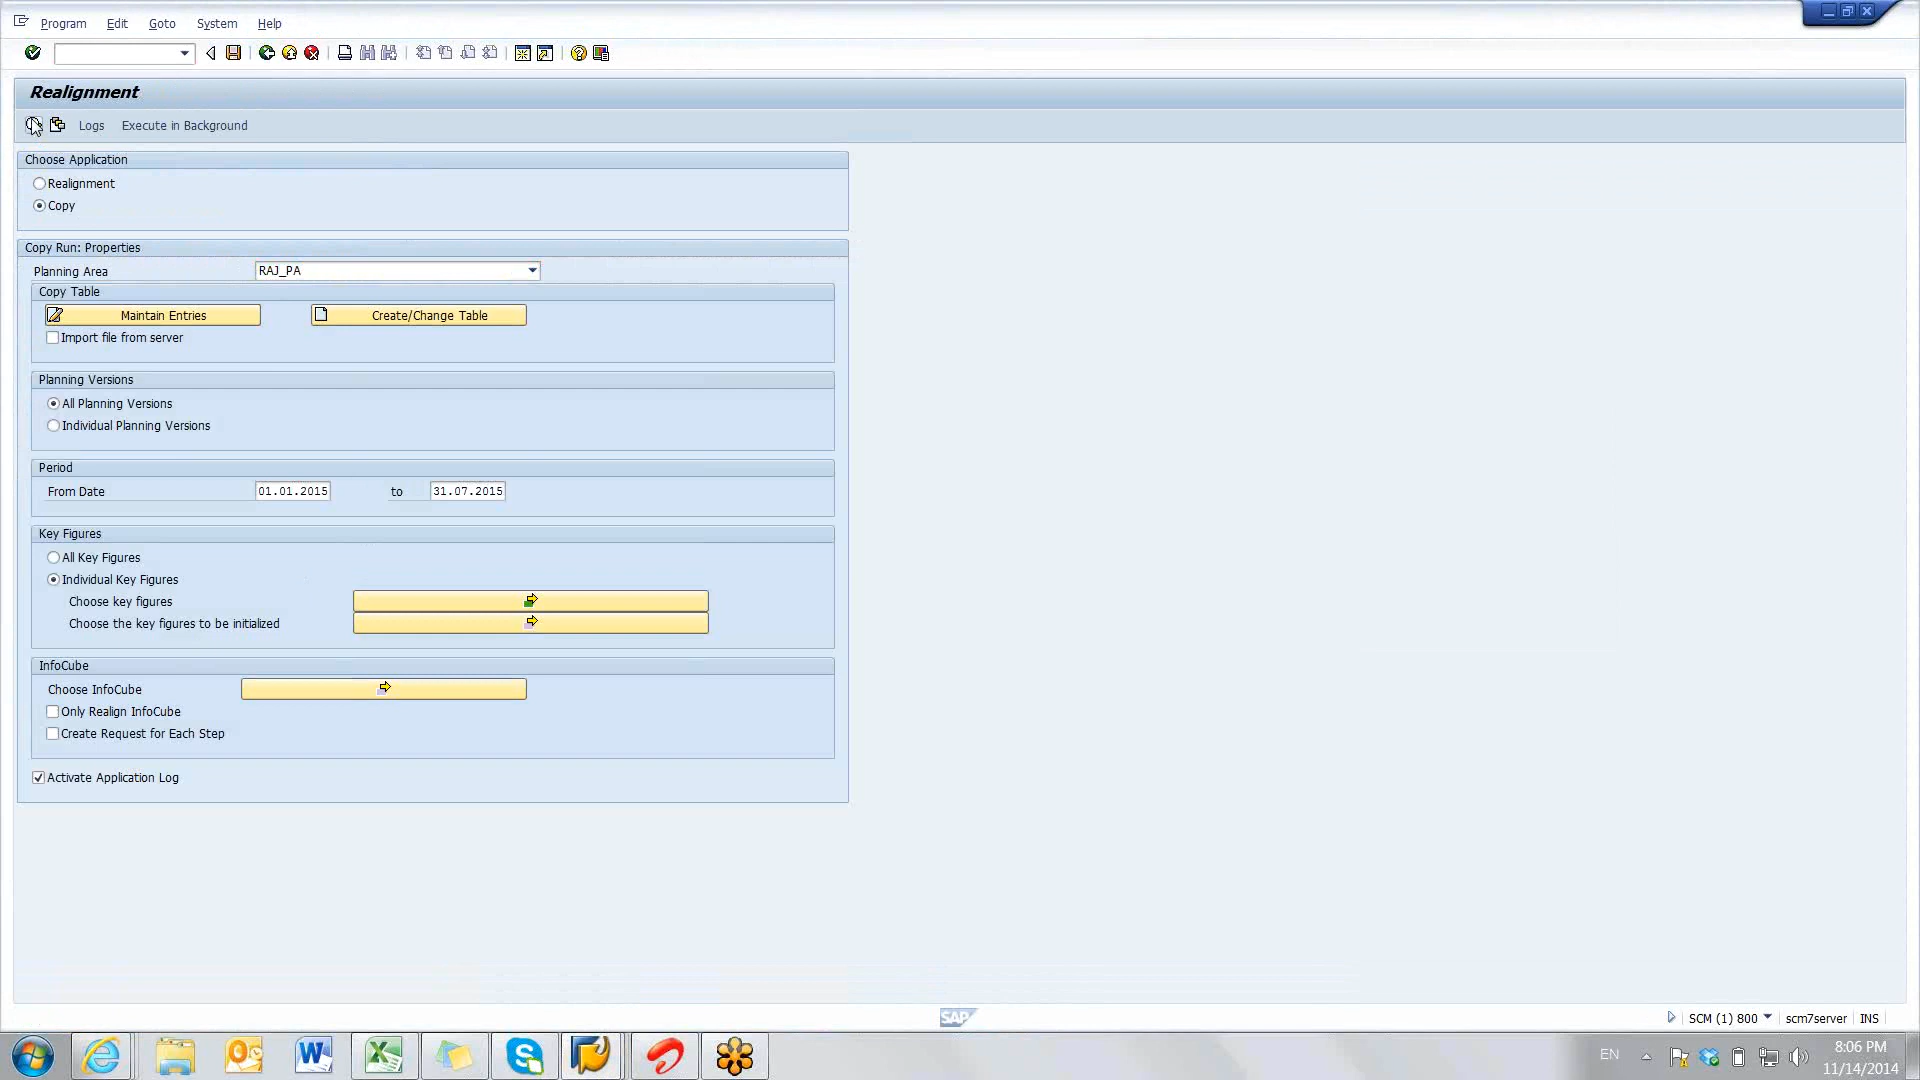 Program Edit Goto System Help
Realignment
Logs Execute in Background
Choose Application
Realignment
Copy
Copy Run: Properties
Planning Area RAJ_PA
Copy Table
Maintain Entries Create/Change Table
Import file from server
Planning Versions
All Planning Versions
Individual Planning Versions
Period
From Date 01.01.2015 to 31.07.2015
Key Figures
All Key Figures
Individual Key Figures
Choose key figures
Choose the key figures to be initialized
InfoCube
Choose InfoCube
Only Realign InfoCube
Create Request for Each Step
Activate Application Log
SAP SCM (1) 800 scm7server INS
EN 8:06 PM
11/14/2014